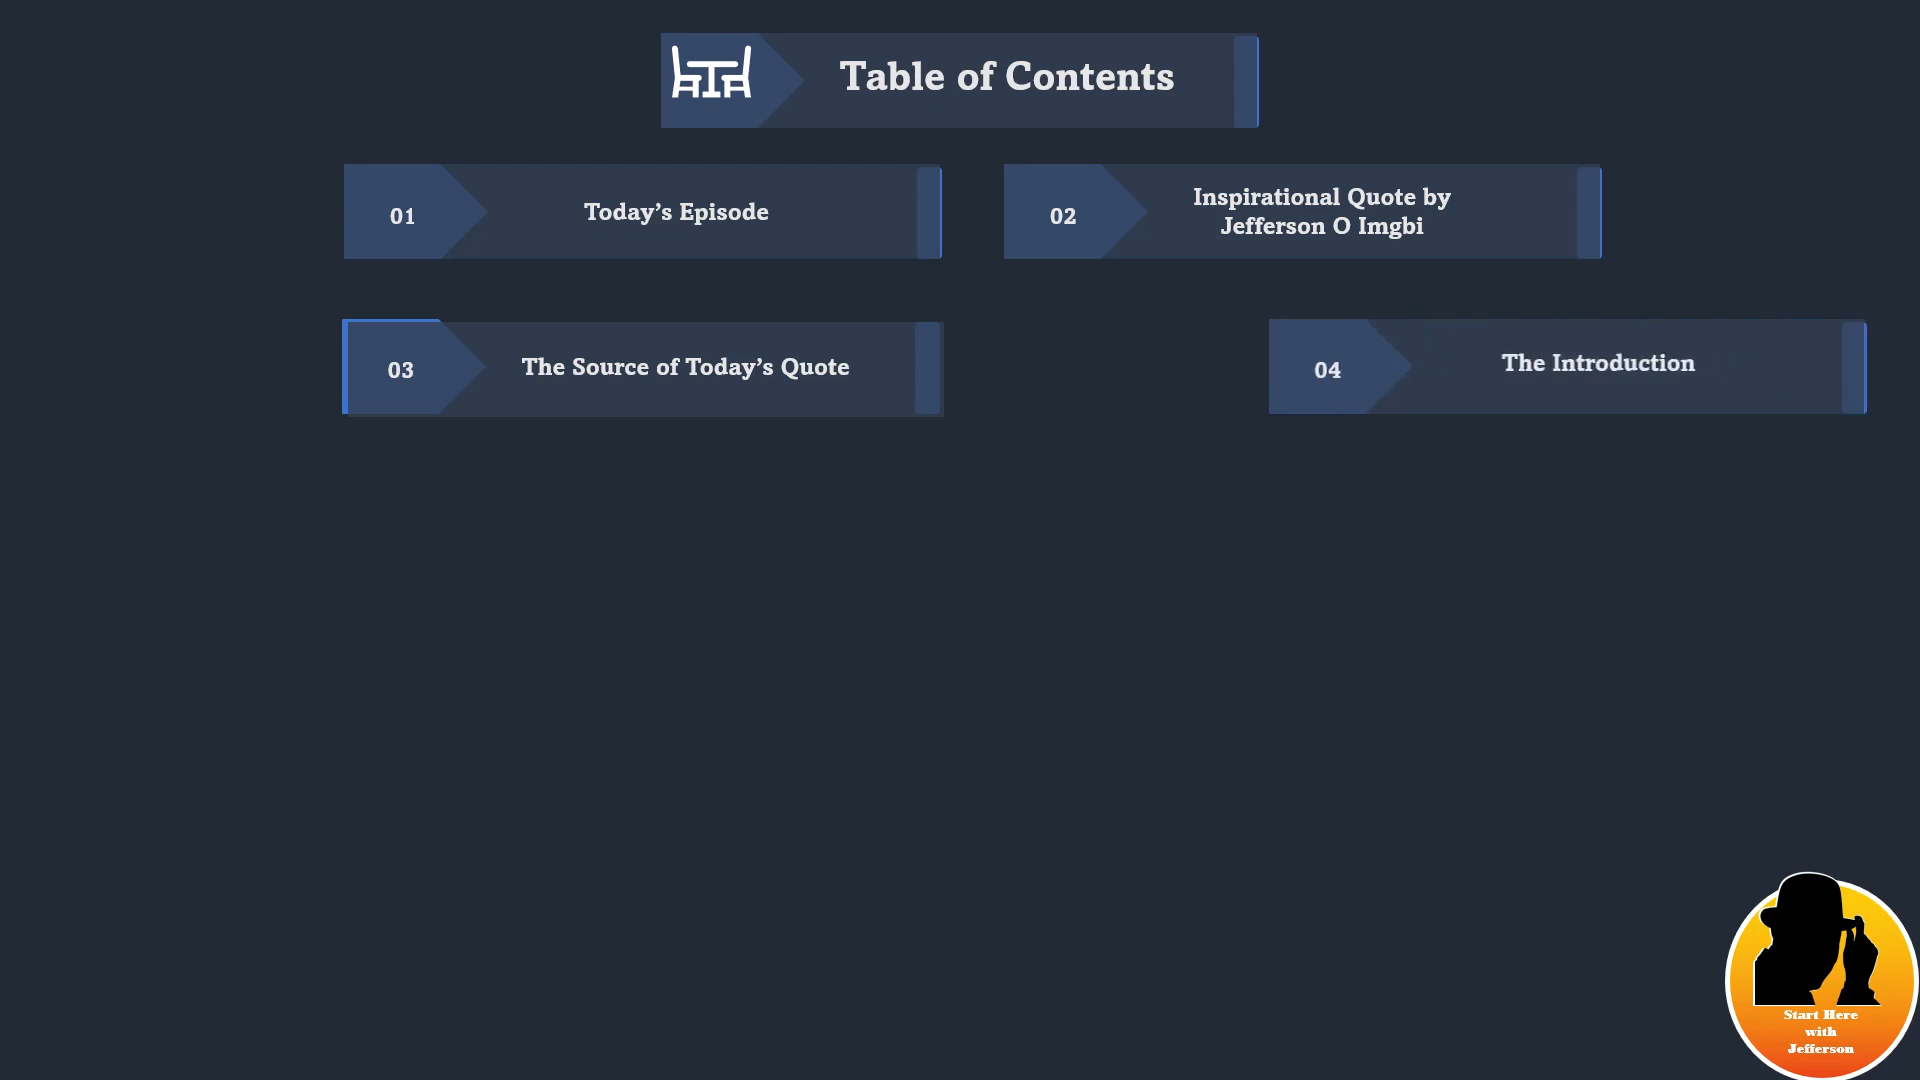 Table of Contents
01
Today’s Episode
02
Inspirational Quote by
Jefferson O Imgbi
03
The Source of Today’s Quote
04
The Introduction
Start Here
with
Jefferson